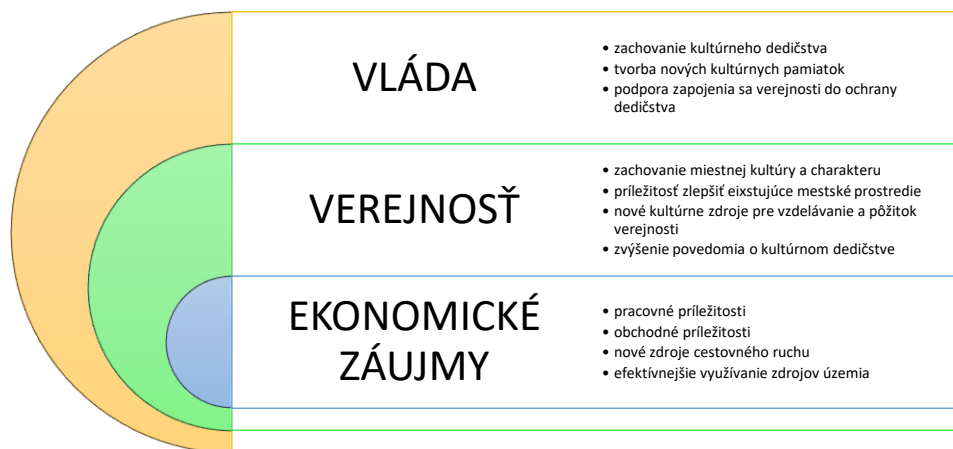 VLÁDA
• zachovanie kultúrneho dedičstva
• tvorba nových kultúrnych pamiatok
• podpora zapojenia sa verejnosti do ochrany
dedičstva
VEREJNOSŤ
• zachovanie miestnej kultúry a charakteru
• príležitosť zlepšiť eixstujúce mestské prostredie
• nové kultúrne zdroje pre vzdelávanie a pôžitok
verejnosti
• zvýšenie povedomia o kultúrnom dedičstve
EKONOMICKÉ
ZÁUJMY
• pracovné príležitosti
• obchodné príležitosti
• nové zdroje cestovného ruchu
• efektívnejšie využívanie zdrojov územia